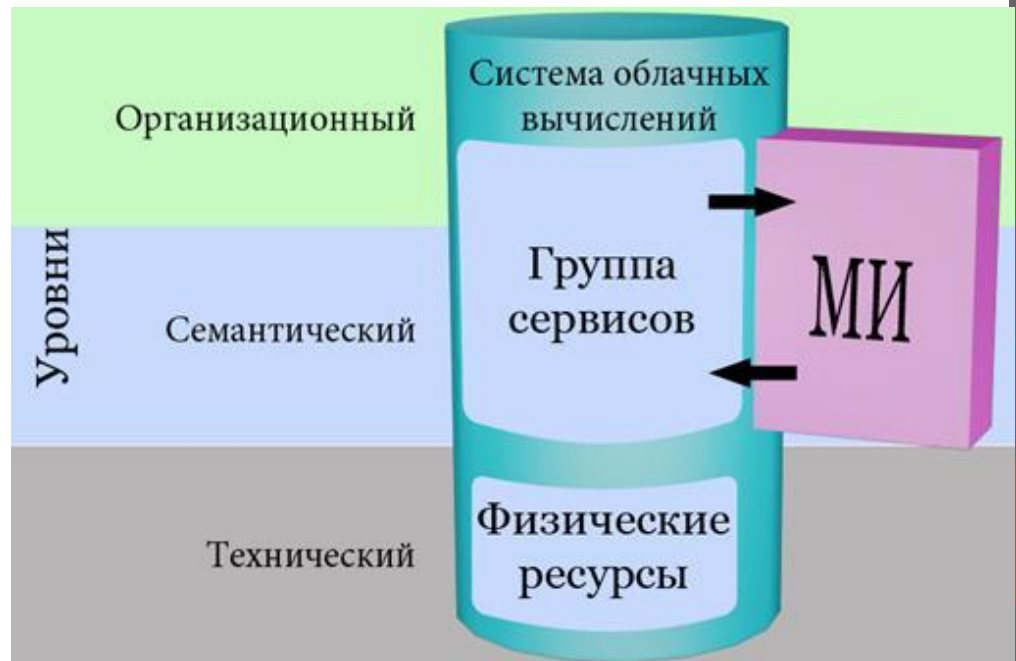 Система облачных
вычислений
Организационный
Группа
сервисов
МИ
Уровни
Семантический
Физические
ресурсы
Технический